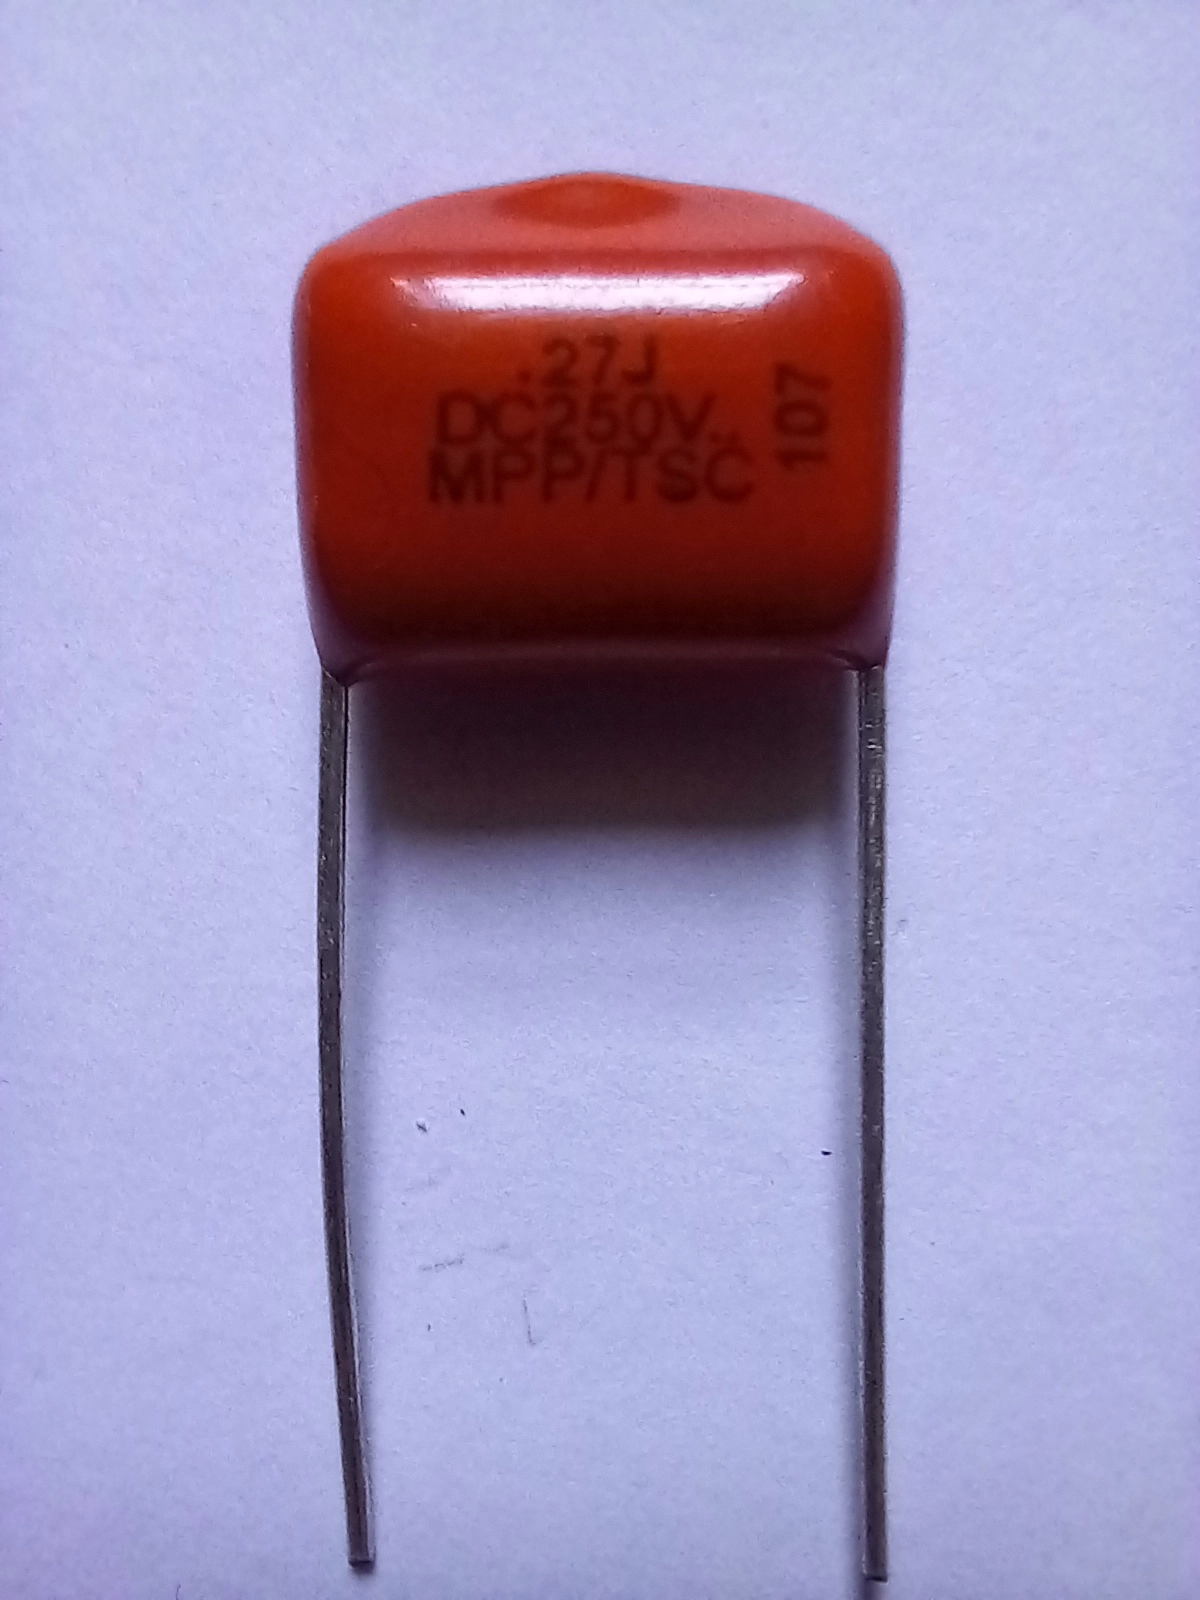 .27J
DC250V..
MPP/TSC
107